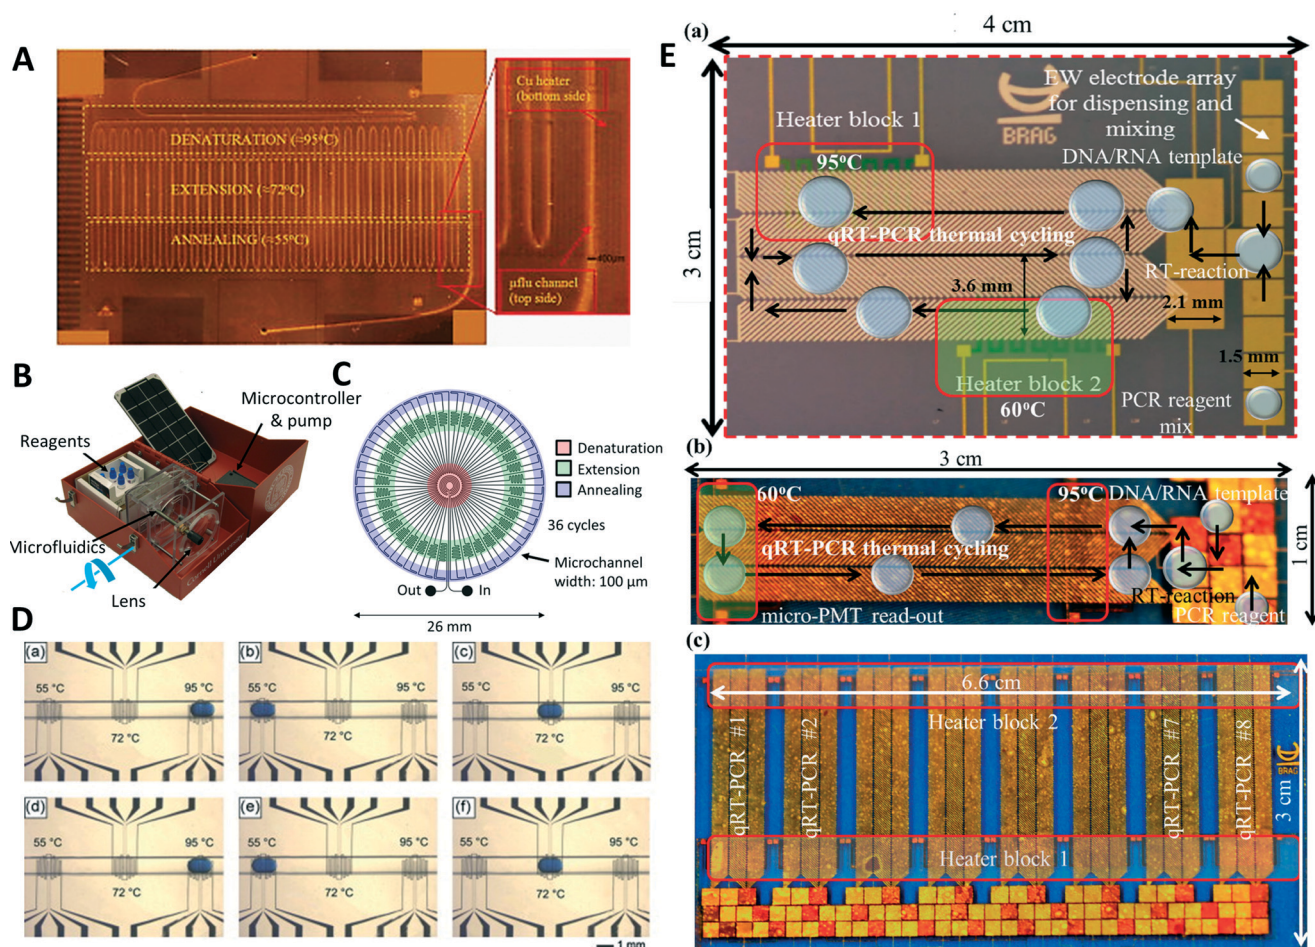 A
DENATURATION (≈95°C)
EXTENSION (≈72°C)
ANNEALING (≈55°C)
Cu heater
(bottom side)
400µm
µflu channel
(top side)
B
Reagents
Microcontroller
& pump
Microfluidics
Lens
C
Denaturation
Extension
Annealing
36 cycles
Microchannel
width: 100 µm
Out
In
26 mm
D
(a)
55 °C
95 °C
72 °C
(b)
55 °C
95 °C
72 °C
(c)
55 °C
95 °C
72 °C
(d)
55 °C
95 °C
72 °C
(e)
55 °C
95 °C
72 °C
(f)
55 °C
95 °C
72 °C
1 mm
E
(a)
4 cm
3 cm
Heater block 1
95°C
BRAG
EW electrode array
for dispensing and
mixing
DNA/RNA template
qRT-PCR thermal cycling
RT-reaction
3.6 mm
2.1 mm
1.5 mm
Heater block 2
60°C
PCR reagent
mix
(b)
3 cm
60°C
95°C
DNA/RNA template
qRT-PCR thermal cycling
1 cm
RT-reaction
micro-PMT read-out
PCR reagent
(c)
6.6 cm
Heater block 2
qRT-PCR #1
qRT-PCR #2
qRT-PCR #7
qRT-PCR #8
BRAG
3 cm
Heater block 1